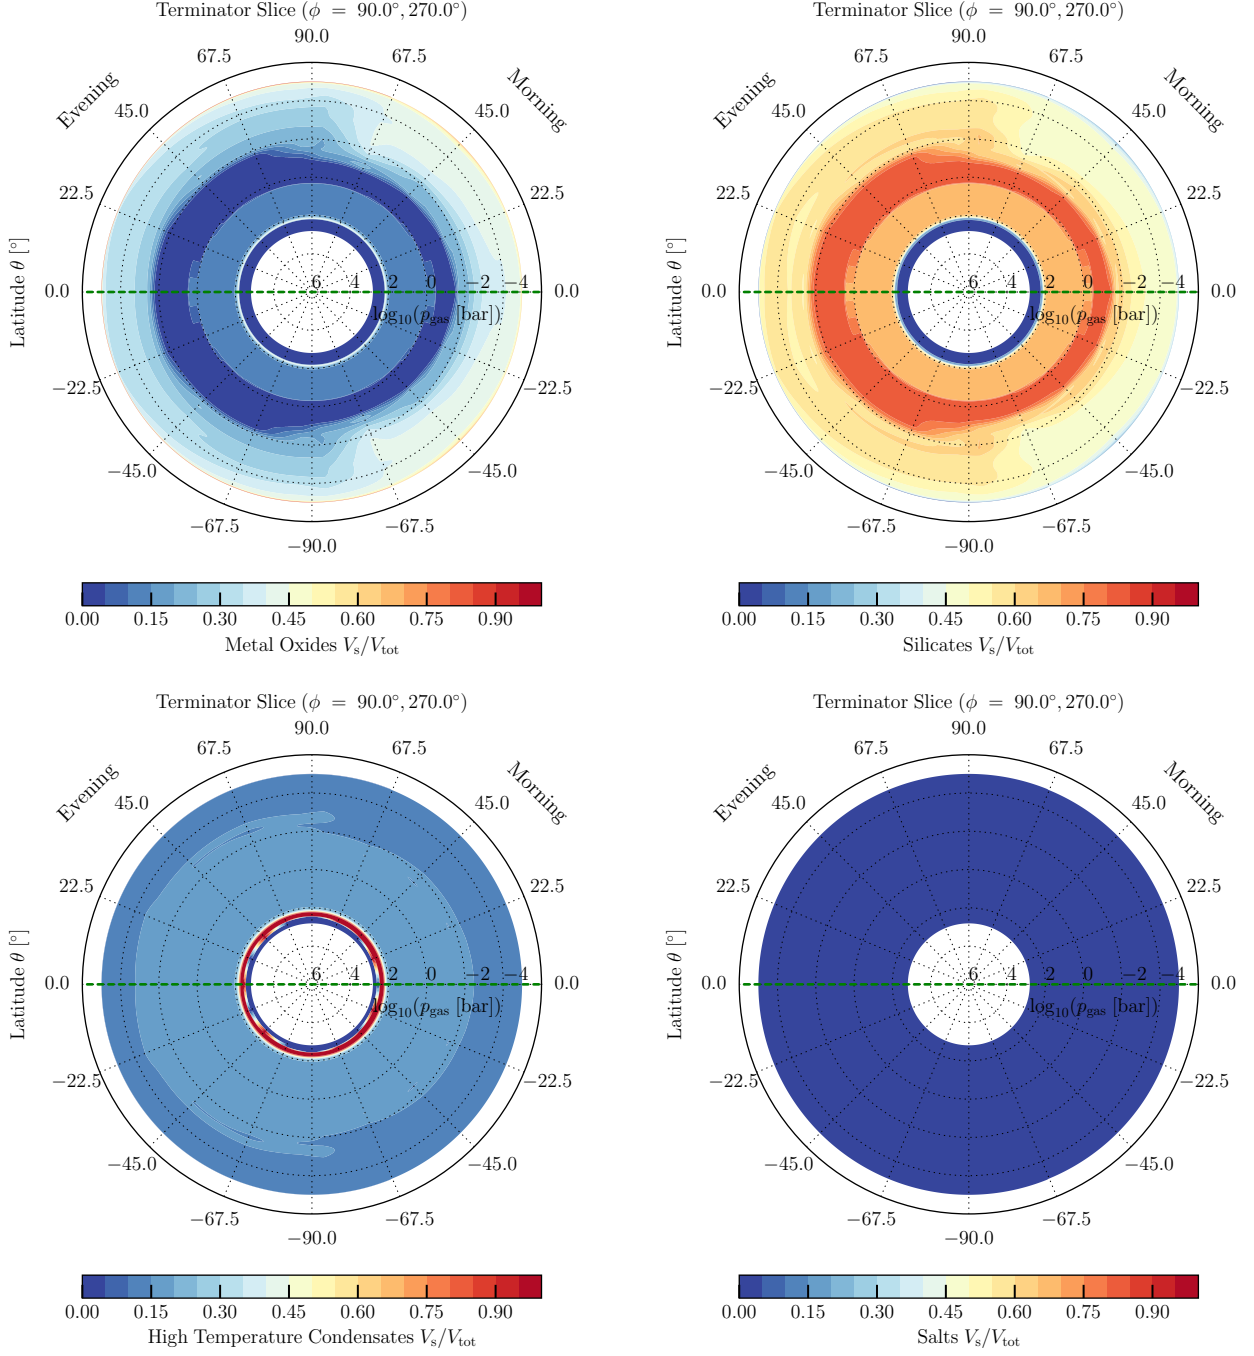 Terminator Slice (ϕ = 90.0°, 270.0°)
90.0
67.5 67.5
Evening Morning
45.0 45.0
22.5 22.5
Latitude θ [°]
0.0 6 4 2 0 −2 −4 0.0
log10(pgas [bar])
−22.5 −22.5
−45.0 −45.0
−67.5 −67.5
−90.0
0.00 0.15 0.30 0.45 0.60 0.75 0.90
Metal Oxides Vs/Vtot
Terminator Slice (ϕ = 90.0°, 270.0°)
90.0
67.5 67.5
Evening Morning
45.0 45.0
22.5 22.5
Latitude θ [°]
0.0 6 4 2 0 −2 −4 0.0
log10(pgas [bar])
−22.5 −22.5
−45.0 −45.0
−67.5 −67.5
−90.0
0.00 0.15 0.30 0.45 0.60 0.75 0.90
Silicates Vs/Vtot
Terminator Slice (ϕ = 90.0°, 270.0°)
90.0
67.5 67.5
Evening Morning
45.0 45.0
22.5 22.5
Latitude θ [°]
0.0 6 4 2 0 −2 −4 0.0
log10(pgas [bar])
−22.5 −22.5
−45.0 −45.0
−67.5 −67.5
−90.0
0.00 0.15 0.30 0.45 0.60 0.75 0.90
High Temperature Condensates Vs/Vtot
Terminator Slice (ϕ = 90.0°, 270.0°)
90.0
67.5 67.5
Evening Morning
45.0 45.0
22.5 22.5
Latitude θ [°]
0.0 6 4 2 0 −2 −4 0.0
log10(pgas [bar])
−22.5 −22.5
−45.0 −45.0
−67.5 −67.5
−90.0
0.00 0.15 0.30 0.45 0.60 0.75 0.90
Salts Vs/Vtot